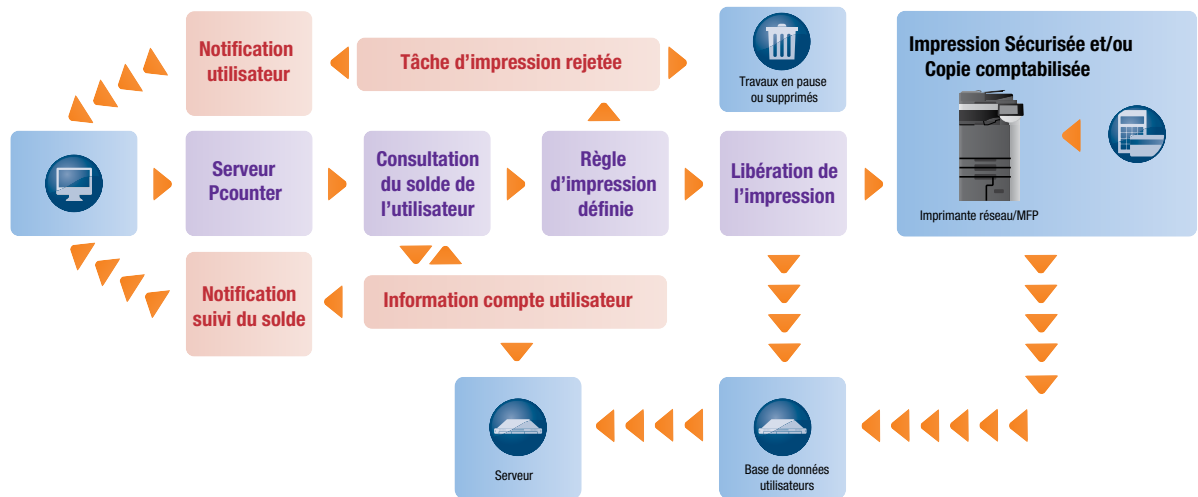 Notification
utilisateur
Tâche d’impression rejetée
Travaux en pause
ou supprimés
Impression Sécurisée et/ou
Copie comptabilisée
Serveur
Pcounter
Consultation
du solde de
l’utilisateur
Règle
d’impression
définie
Libération de
l’impression
Imprimante réseau/MFP
Notification
suivi du solde
Information compte utilisateur
Serveur
Base de données
utilisateurs